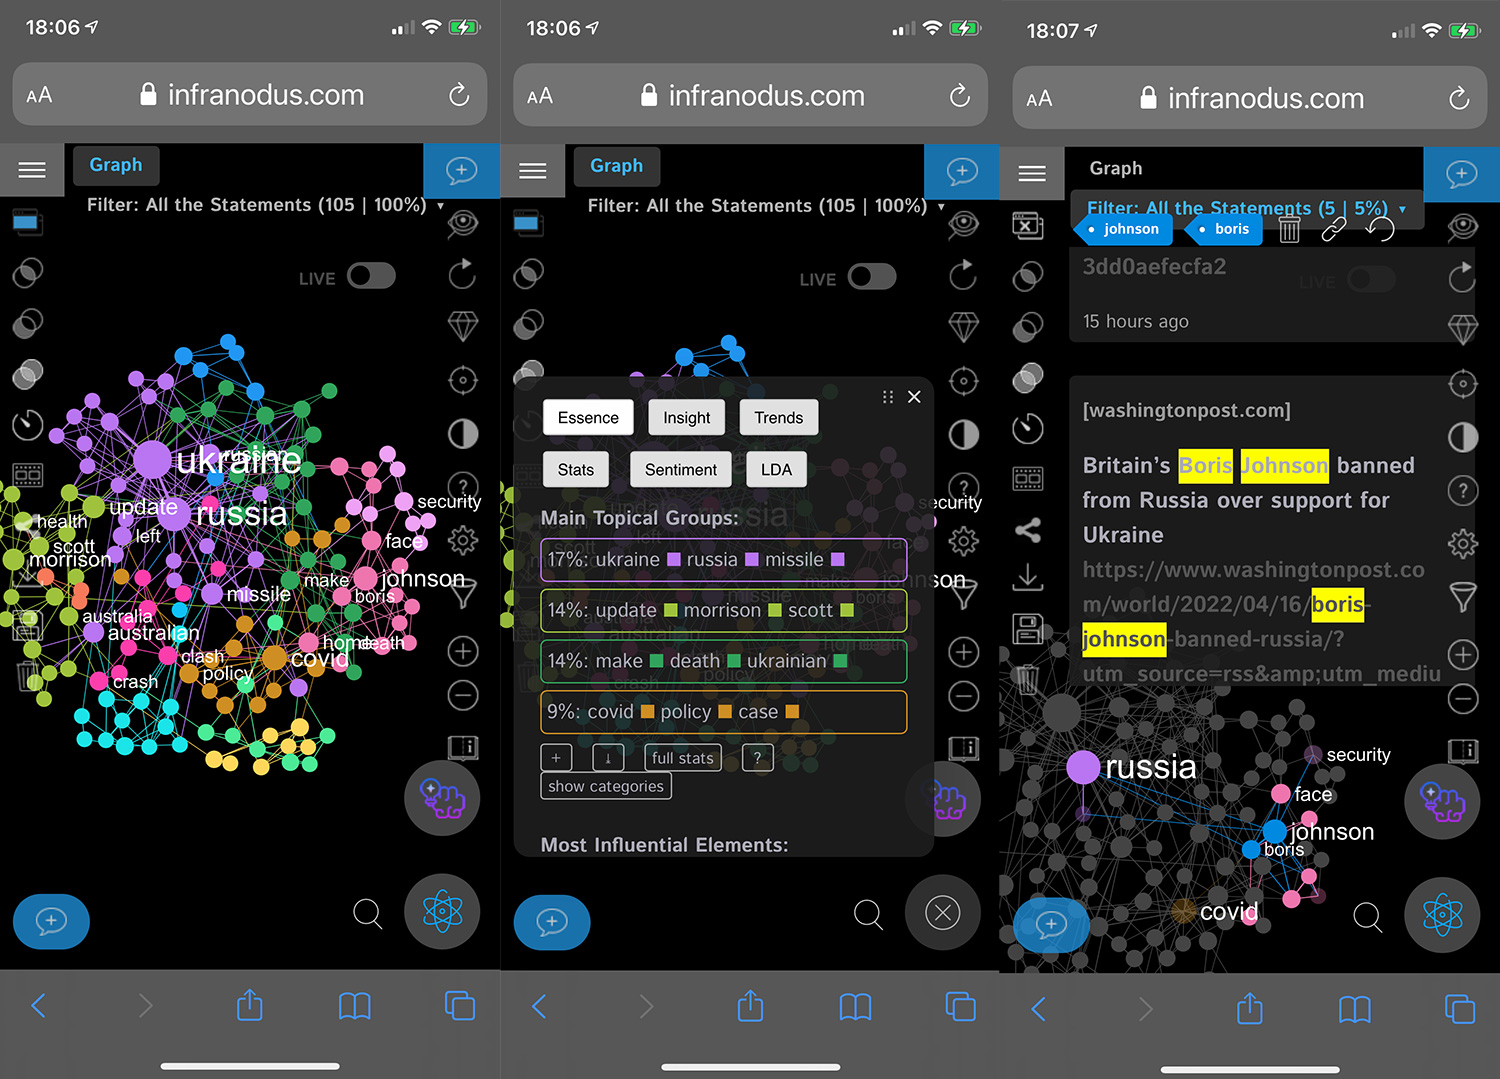 18:06
AA infranodus.com
Graph
Filter: All the Statements (105 | 100%)
LIVE
ukraine
russian
update
russia
security
health
left
scott
morrison
face
make
johnson
missile
boris
australia
australian
home
death
clash
covid
policy
crash
18:06
AA infranodus.com
Graph
Filter: All the Statements (105 | 100%)
LIVE
Essence Insight Trends
Stats Sentiment LDA
security
Main Topical Groups:
17%: ukraine russia missile
14%: update morrison scott
14%: make death ukrainian
9%: covid policy case
+ full stats ?
show categories
Most Influential Elements:
18:07
AA infranodus.com
Graph
Filter: All the Statements (5 | 5%)
johnson boris
3dd0aefecfa2
LIVE
15 hours ago
[washingtonpost.com]
Britain’s Boris Johnson banned
from Russia over support for
Ukraine
https://www.washingtonpost.co
m/world/2022/04/16/boris-
johnson-banned-russia/?
utm_source=rss&amp;utm_mediu
russia
security
face
johnson
boris
covid